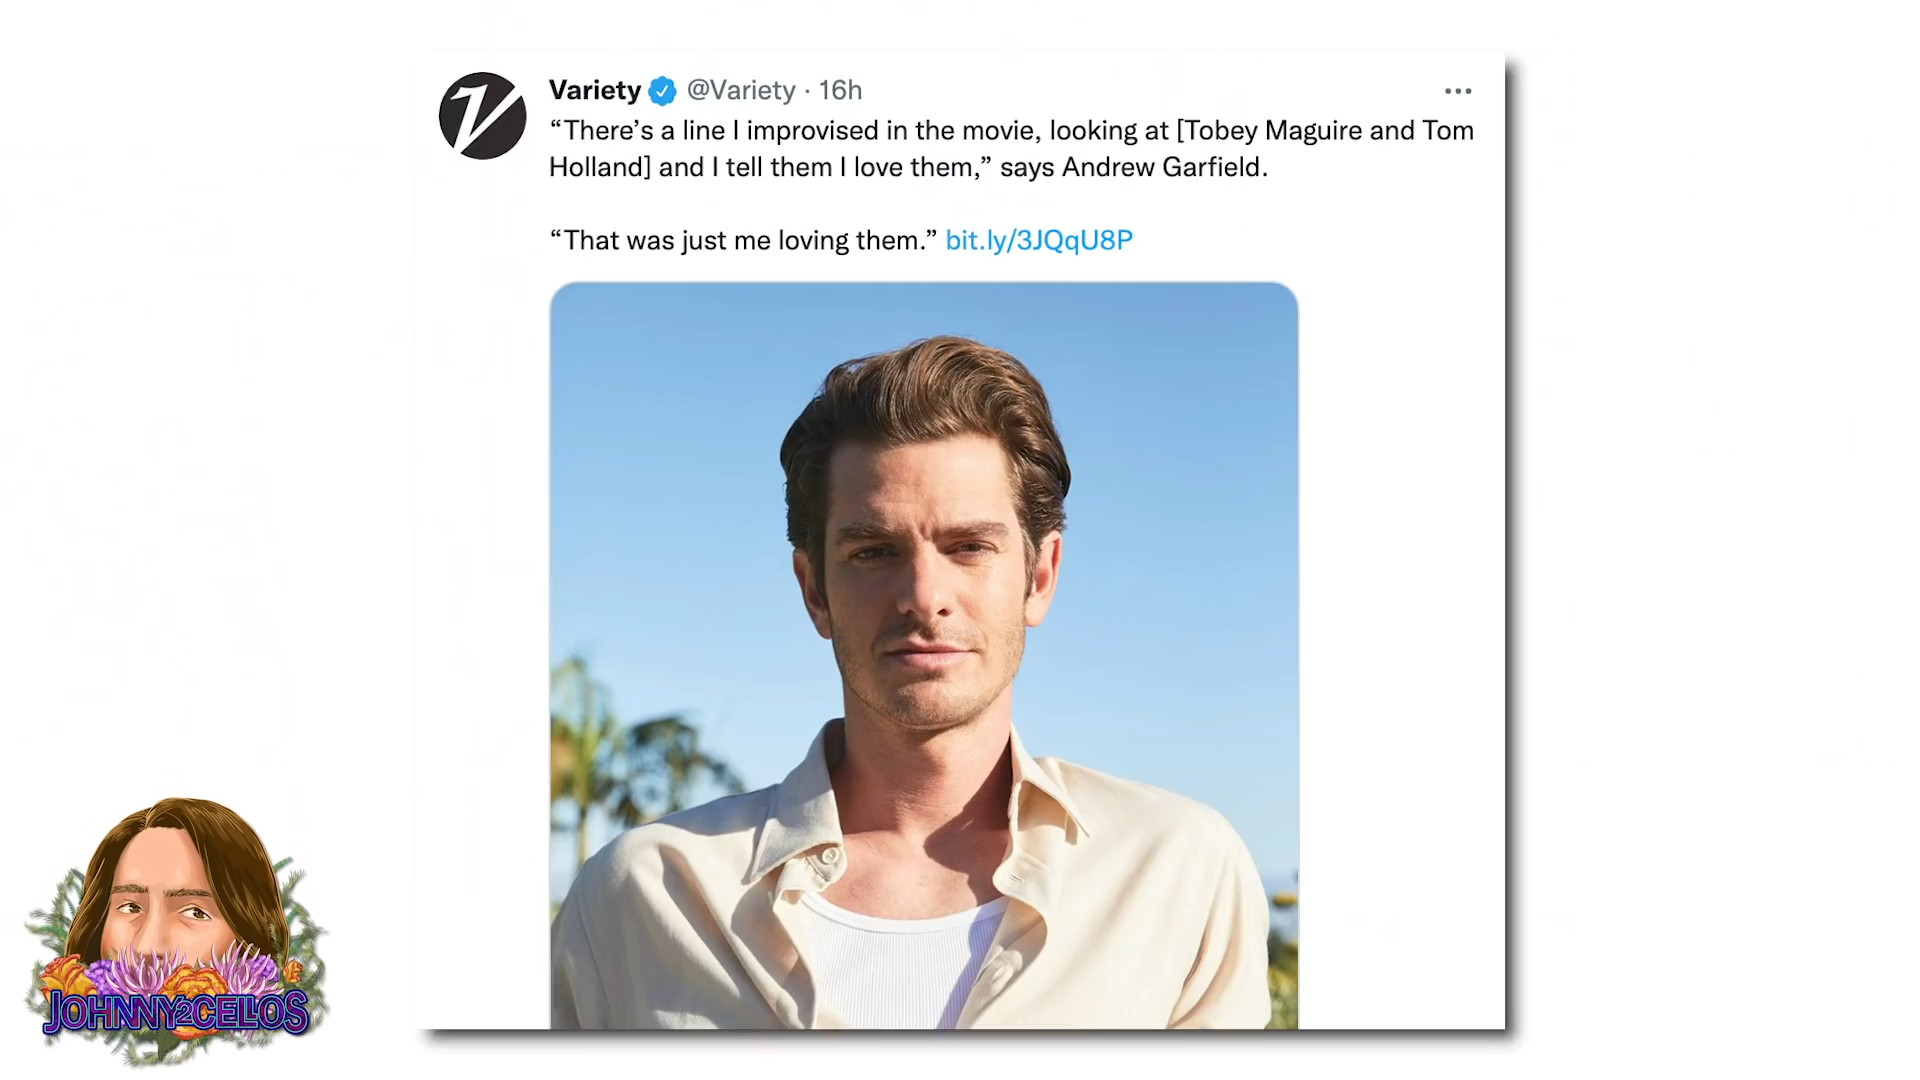 Variety @Variety · 16h
“There’s a line I improvised in the movie, looking at [Tobey Maguire and Tom
Holland] and I tell them I love them,” says Andrew Garfield.
“That was just me loving them.” bit.ly/3JQqU8P
JOHNNY2CELLOS